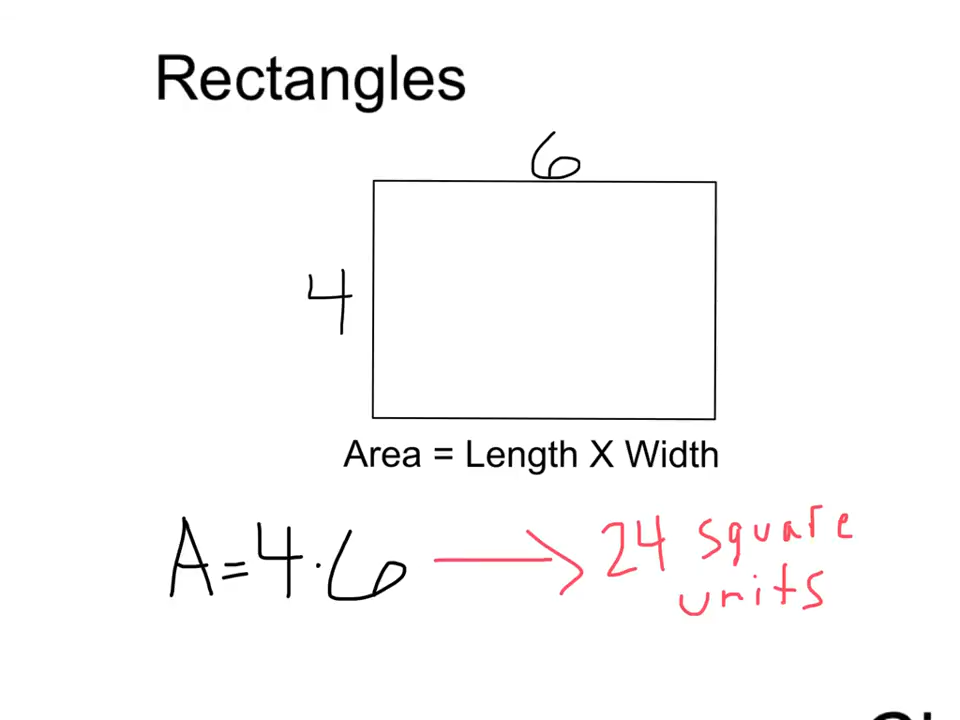 Rectangles
6
4
Area = Length X Width
A=4·6 → 24 square
units